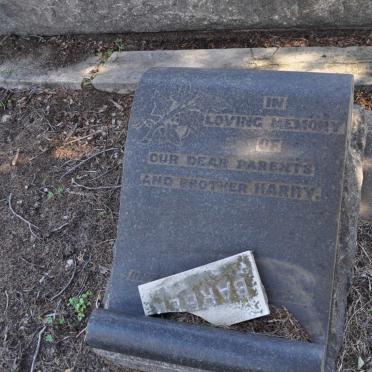 IN
LOVING MEMORY
OF
OUR DEAR PARENTS
AND BROTHER HARRY.